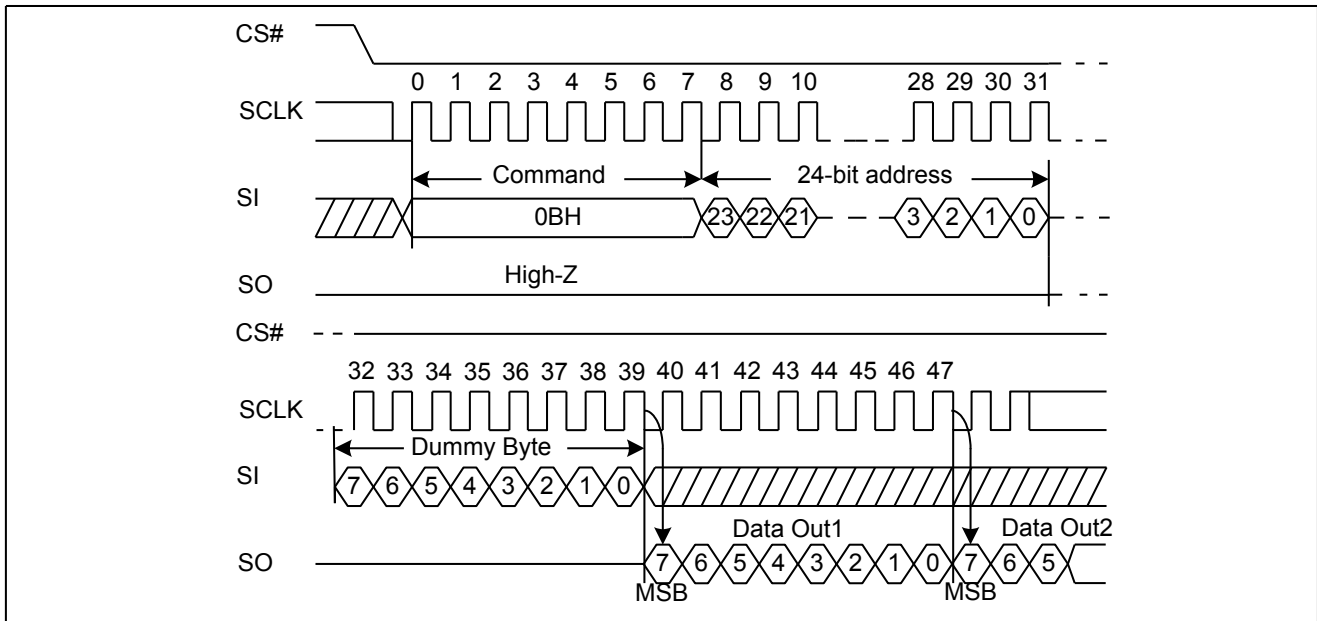 CS#
0 1 2 3 4 5 6 7 8 9 10 28 29 30 31
SCLK
Command 24-bit address
SI
0BH 23 22 21 3 2 1 0
High-Z
SO
CS#
32 33 34 35 36 37 38 39 40 41 42 43 44 45 46 47
SCLK
Dummy Byte
SI
7 6 5 4 3 2 1 0
Data Out1 Data Out2
SO
7 6 5 4 3 2 1 0 7 6 5
MSB MSB